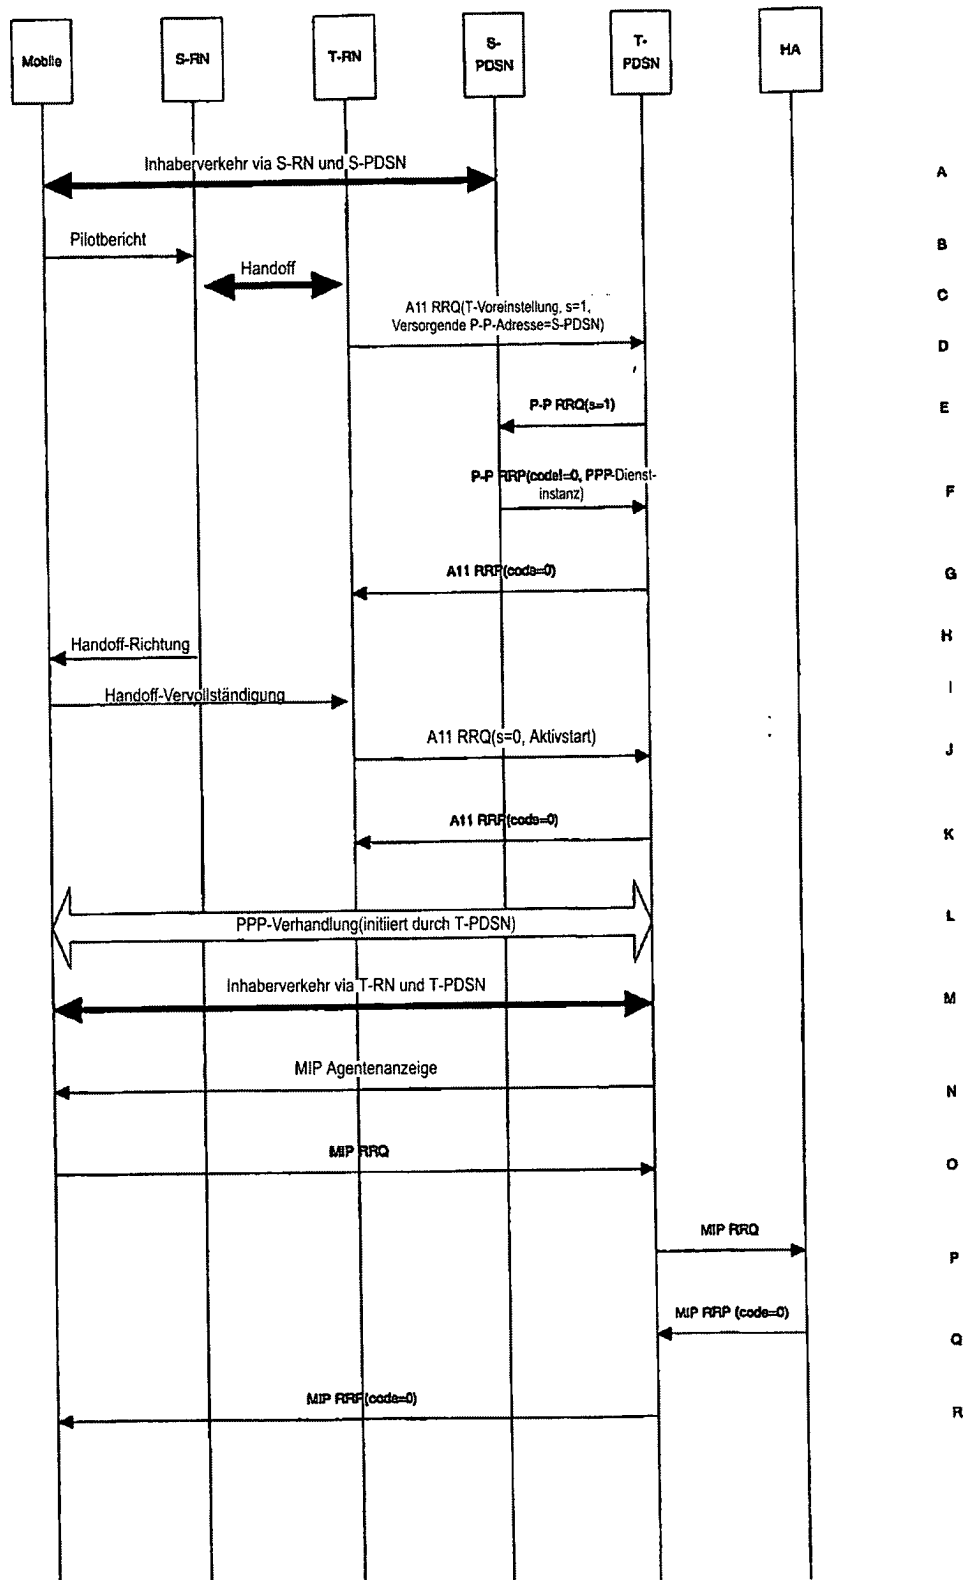 Mobile
S-RN
T-RN
S-
PDSN
T-
PDSN
HA
Inhaberverkehr via S-RN und S-PDSN
A
Pilotbericht
B
Handoff
C
A11 RRQ(T-Voreinstellung, s=1,
Versorgende P-P-Adresse=S-PDSN)
D
P-P RRQ(s=1)
E
P-P RRP(code!=0, PPP-Dienst-
instanz)
F
A11 RRP(code=0)
G
Handoff-Richtung
H
Handoff-Vervollständigung
I
A11 RRQ(s=0, Aktivstart)
J
A11 RRP(code=0)
K
PPP-Verhandlung(initiiert durch T-PDSN)
L
Inhaberverkehr via T-RN und T-PDSN
M
MIP Agentenanzeige
N
MIP RRQ
O
MIP RRQ
P
MIP RRP (code=0)
Q
MIP RRP(code=0)
R